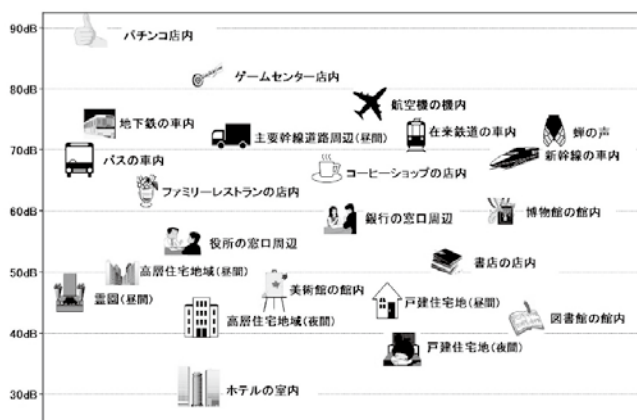 90dB
パチンコ店内
ゲームセンター店内
80dB
航空機の機内
地下鉄の車内
主要幹線道路周辺(昼間)
在来鉄道の車内
蝉の声
70dB
バスの車内
コーヒーショップの店内
新幹線の車内
ファミリーレストランの店内
60dB
銀行の窓口周辺
博物館の館内
役所の窓口周辺
書店の店内
50dB
高層住宅地域(昼間)
美術館の館内
霊園(昼間)
戸建住宅地(昼間)
高層住宅地域(夜間)
図書館の館内
40dB
戸建住宅地(夜間)
ホテルの室内
30dB